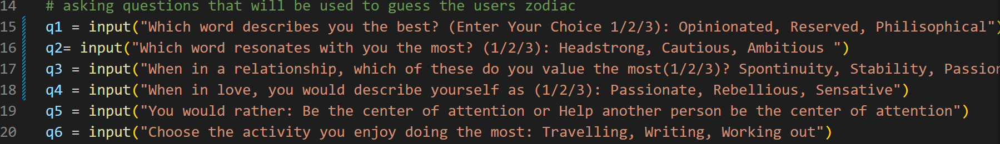 14 # asking questions that will be used to guess the users zodiac
15 q1 = input("Which word describes you the best? (Enter Your Choice 1/2/3): Opinionated, Reserved, Philisophical")
16 q2= input("Which word resonates with you the most? (1/2/3): Headstrong, Cautious, Ambitious ")
17 q3 = input("When in a relationship, which of these do you value the most(1/2/3)? Spontinuity, Stability, Passion
18 q4 = input("When in love, you would describe yourself as (1/2/3): Passionate, Rebellious, Sensative")
19 q5 = input("You would rather: Be the center of attention or Help another person be the center of attention")
20 q6 = input("Choose the activity you enjoy doing the most: Travelling, Writing, Working out")